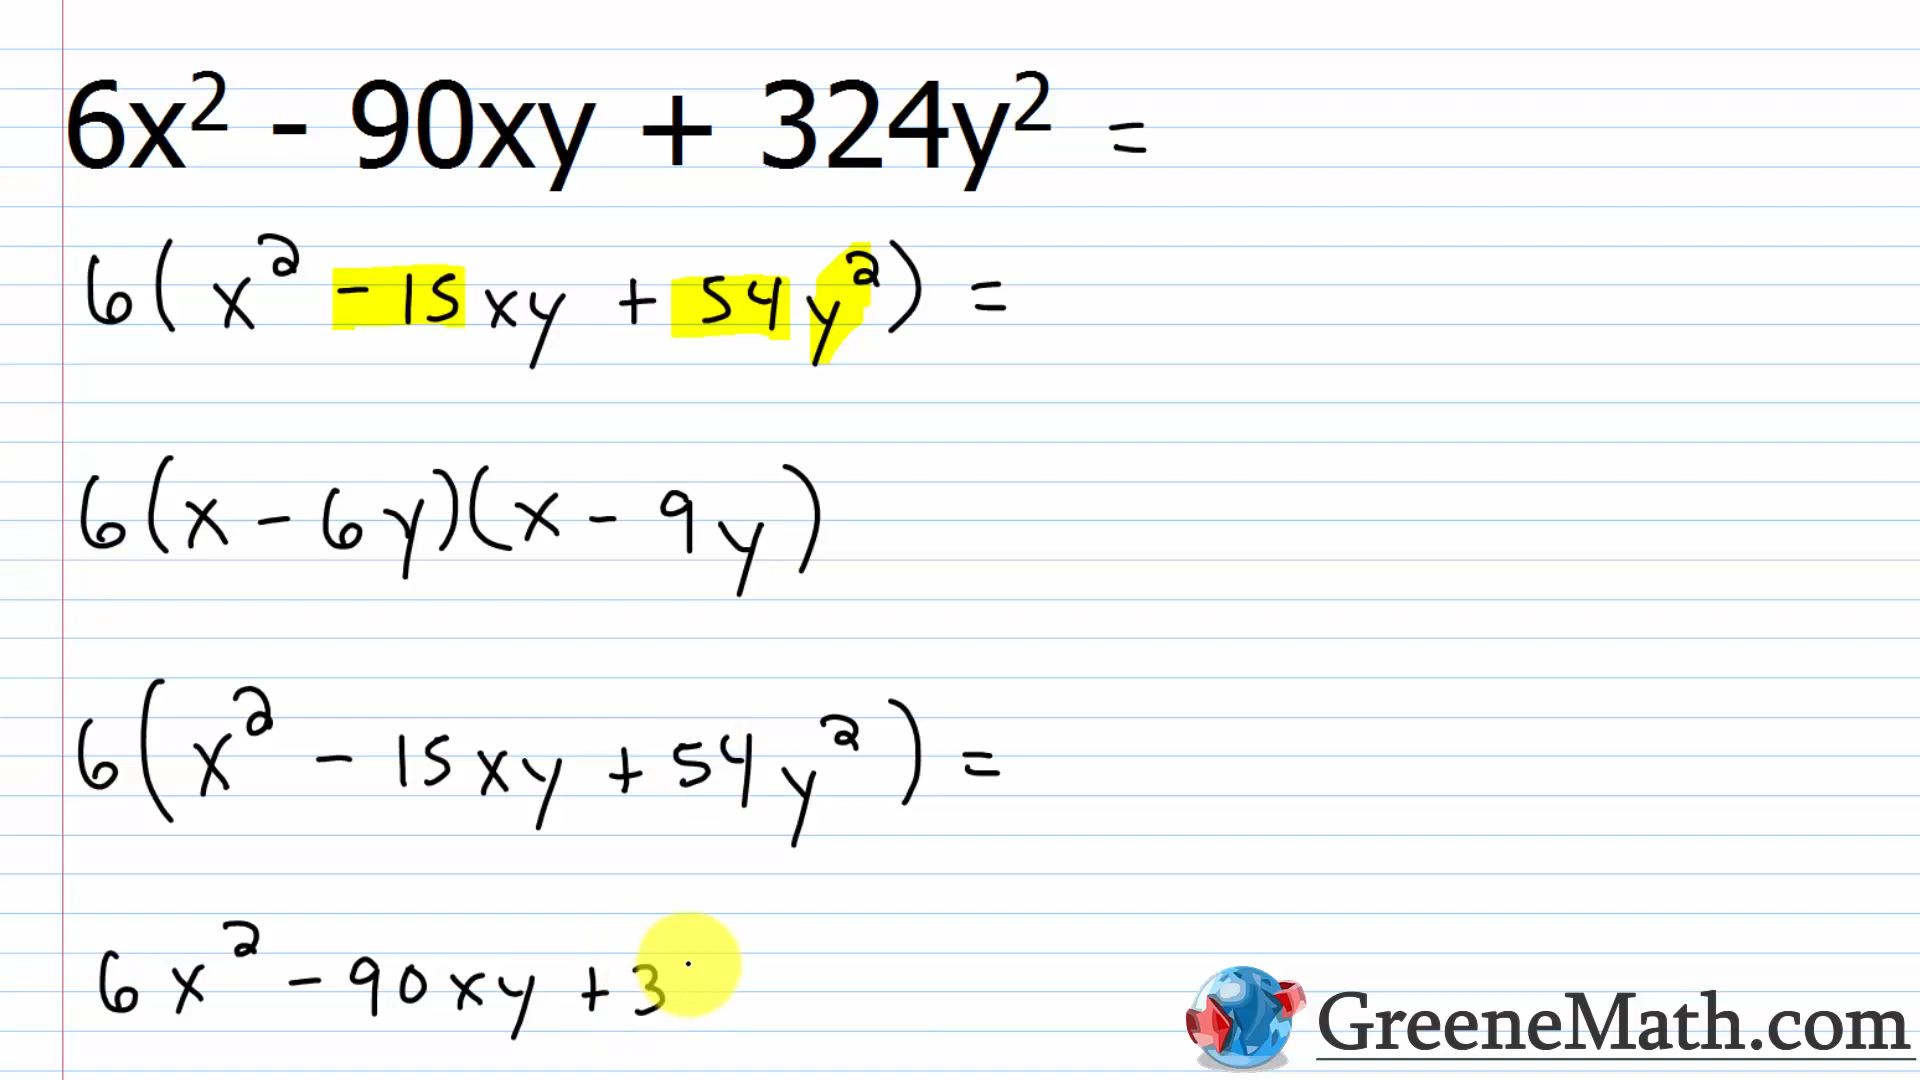 6x² - 90xy + 324y² =
6(x² - 15xy + 54y²) =
6(x - 6y)(x - 9y)
6(x² - 15xy + 54y²) =
6x² - 90xy + 3
GreeneMath.com